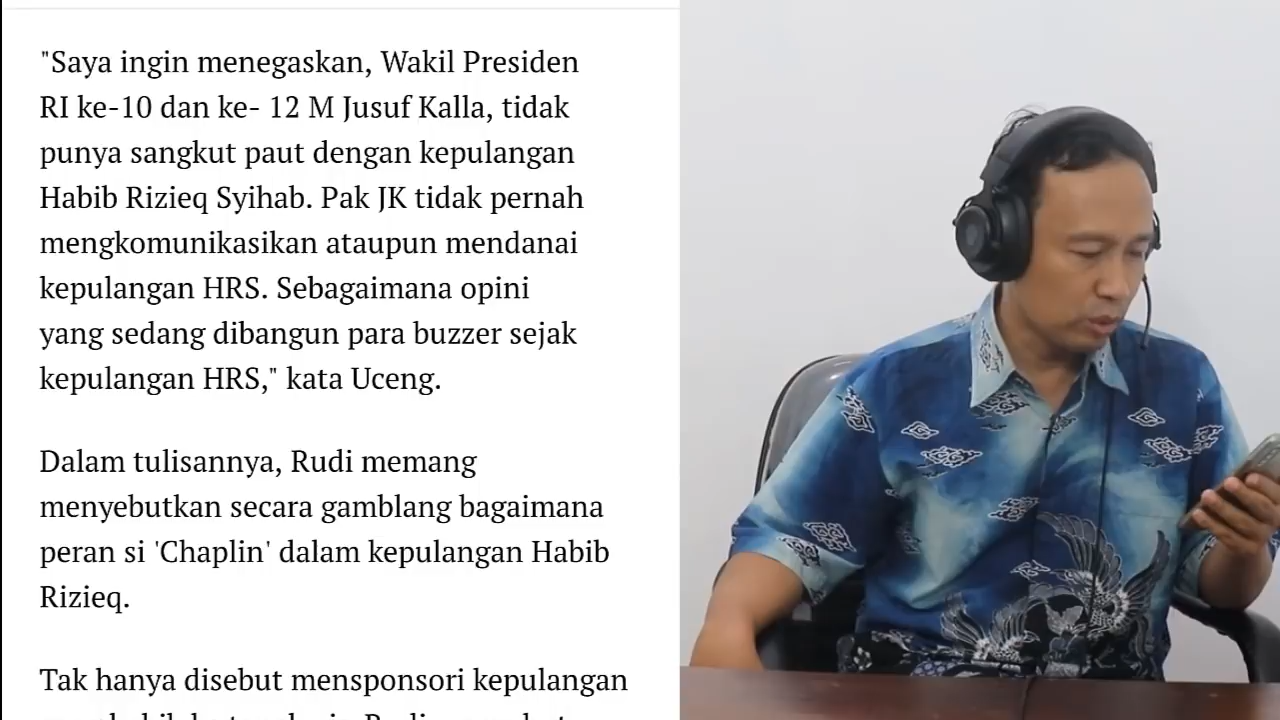 "Saya ingin menegaskan, Wakil Presiden
RI ke-10 dan ke- 12 M Jusuf Kalla, tidak
punya sangkut paut dengan kepulangan
Habib Rizieq Syihab. Pak JK tidak pernah
mengkomunikasikan ataupun mendanai
kepulangan HRS. Sebagaimana opini
yang sedang dibangun para buzzer sejak
kepulangan HRS," kata Uceng.
Dalam tulisannya, Rudi memang
menyebutkan secara gamblang bagaimana
peran si 'Chaplin' dalam kepulangan Habib
Rizieq.
Tak hanya disebut mensponsori kepulangan